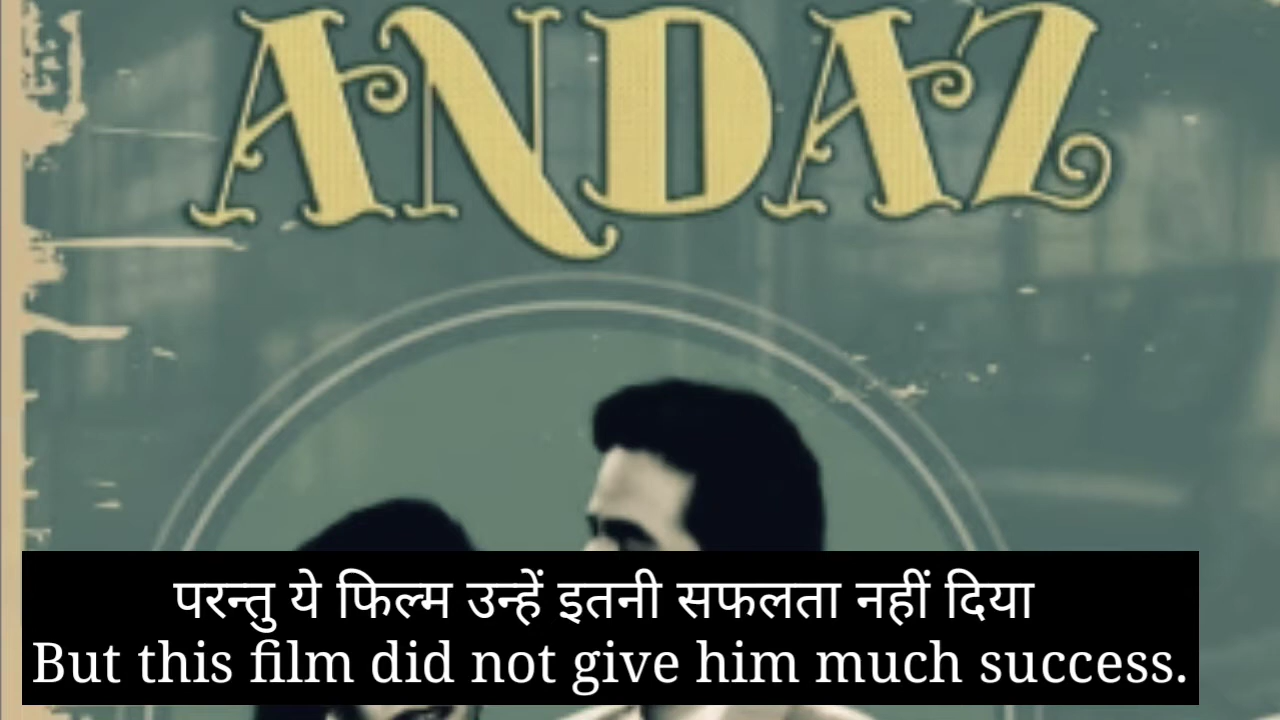 ANDAZ
परन्तु ये फिल्म उन्हें इतनी सफलता नहीं दिया
But this film did not give him much success.